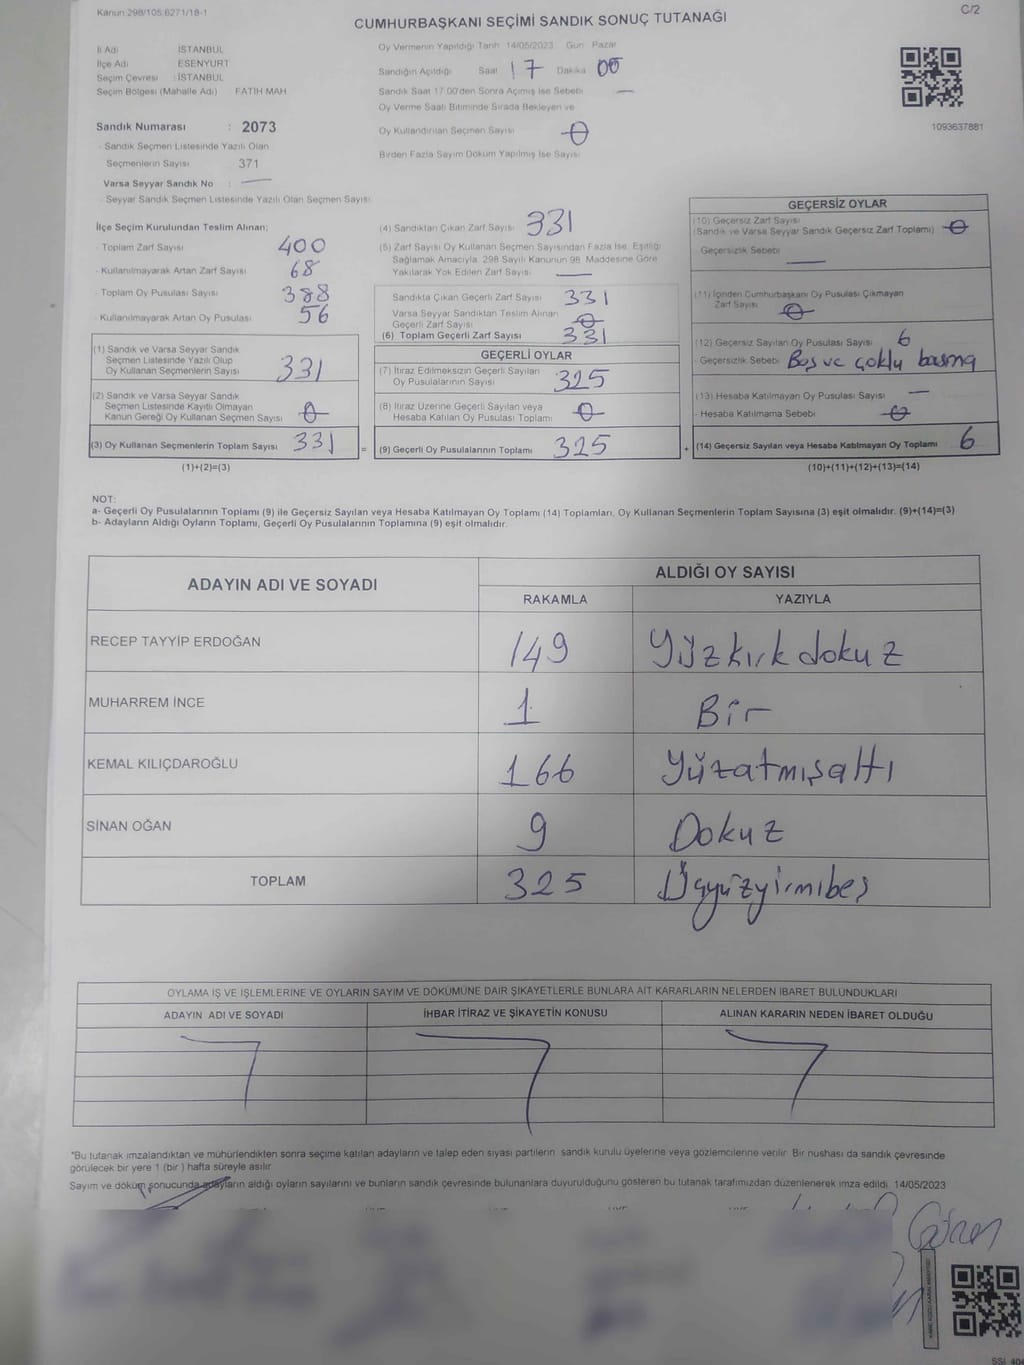 Kanun:298/105:6271/18-1
C/2
CUMHURBAŞKANI SEÇİMİ SANDIK SONUÇ TUTANAĞI
İl Adı İSTANBUL
İlçe Adı ESENYURT
Seçim Çevresi : İSTANBUL
Seçim Bölgesi (Mahalle Adı) FATİH MAH
Sandık Numarası : 2073
- Sandık Seçmen Listesinde Yazılı Olan
Seçmenlerin Sayısı 371
Varsa Seyyar Sandık No : —
- Seyyar Sandık Seçmen Listesinde Yazılı Olan Seçmen Sayısı
Oy Vermenin Yapıldığı Tarih 14/05/2023 Gün Pazar
Sandığın Açıldığı Saat 17 Dakika 00
Sandık Saat 17:00'den Sonra Açılmış İse Sebebi —
Oy Verme Saati Bitiminde Sırada Bekleyen ve
Oy Kullandırılan Seçmen Sayısı 0
Birden Fazla Sayım Döküm Yapılmış İse Sayısı
1093637881
İlçe Seçim Kurulundan Teslim Alınan;
- Toplam Zarf Sayısı 400
- Kullanılmayarak Artan Zarf Sayısı 68
- Toplam Oy Pusulası Sayısı 388
- Kullanılmayarak Artan Oy Pusulası 56
(1) Sandık ve Varsa Seyyar Sandık
Seçmen Listesinde Yazılı Olup
Oy Kullanan Seçmenlerin Sayısı 331
(2) Sandık ve Varsa Seyyar Sandık
Seçmen Listesinde Kayıtlı Olmayan
Kanun Gereği Oy Kullanan Seçmen Sayısı 0
(3) Oy Kullanan Seçmenlerin Toplam Sayısı 331
(1)+(2)=(3)
(4) Sandıktan Çıkan Zarf Sayısı 331
(5) Zarf Sayısı Oy Kullanan Seçmen Sayısından Fazla İse, Eşitliği
Sağlamak Amacıyla, 298 Sayılı Kanunun 98. Maddesine Göre
Yakılarak Yok Edilen Zarf Sayısı —
Sandıkta Çıkan Geçerli Zarf Sayısı 331
Varsa Seyyar Sandıktan Teslim Alınan
Geçerli Zarf Sayısı 0
(6) Toplam Geçerli Zarf Sayısı 331
GEÇERLİ OYLAR
(7) İtiraz Edilmeksizin Geçerli Sayılan
Oy Pusulalarının Sayısı 325
(8) İtiraz Üzerine Geçerli Sayılan veya
Hesaba Katılan Oy Pusulası Toplamı 0
= (9) Geçerli Oy Pusulalarının Toplamı 325
GEÇERSİZ OYLAR
(10) Geçersiz Zarf Sayısı
(Sandık ve Varsa Seyyar Sandık Geçersiz Zarf Toplamı) 0
- Geçersizlik Sebebi —
(11) İçinden Cumhurbaşkanı Oy Pusulası Çıkmayan
Zarf Sayısı 0
(12) Geçersiz Sayılan Oy Pusulası Sayısı 6
- Geçersizlik Sebebi Boş ve çoklu basma
(13) Hesaba Katılmayan Oy Pusulası Sayısı —
- Hesaba Katılmama Sebebi 0
+ (14) Geçersiz Sayılan veya Hesaba Katılmayan Oy Toplamı 6
(10)+(11)+(12)+(13)=(14)
NOT:
a- Geçerli Oy Pusulalarının Toplamı (9) ile Geçersiz Sayılan veya Hesaba Katılmayan Oy Toplamı (14) Toplamları, Oy Kullanan Seçmenlerin Toplam Sayısına (3) eşit olmalıdır. (9)+(14)=(3)
b- Adayların Aldığı Oyların Toplamı, Geçerli Oy Pusulalarının Toplamına (9) eşit olmalıdır.
ADAYIN ADI VE SOYADI ALDIĞI OY SAYISI
RAKAMLA YAZIYLA
RECEP TAYYİP ERDOĞAN 149 Yüzkırkdokuz
MUHARREM İNCE 1 Bir
KEMAL KILIÇDAROĞLU 166 Yüzatmışaltı
SİNAN OĞAN 9 Dokuz
TOPLAM 325 Üçyüzyirmibeş
OYLAMA İŞ VE İŞLEMLERİNE VE OYLARIN SAYIM VE DÖKÜMÜNE DAİR ŞİKAYETLERLE BUNLARA AİT KARARLARIN NELERDEN İBARET BULUNDUKLARI
ADAYIN ADI VE SOYADI İHBAR İTİRAZ VE ŞİKAYETİN KONUSU ALINAN KARARIN NEDEN İBARET OLDUĞU
*Bu tutanak imzalandıktan ve mühürlendikten sonra seçime katılan adayların ve talep eden siyasi partilerin sandık kurulu üyelerine veya gözlemcilerine verilir. Bir nüshası da sandık çevresinde
görülecek bir yere 1 (bir ) hafta süreyle asılır.
Sayım ve döküm sonucunda adayların aldığı oyların sayılarını ve bunların sandık çevresinde bulunanlara duyurulduğunu gösteren bu tutanak tarafımızdan düzenlenerek imza edildi. 14/05/2023